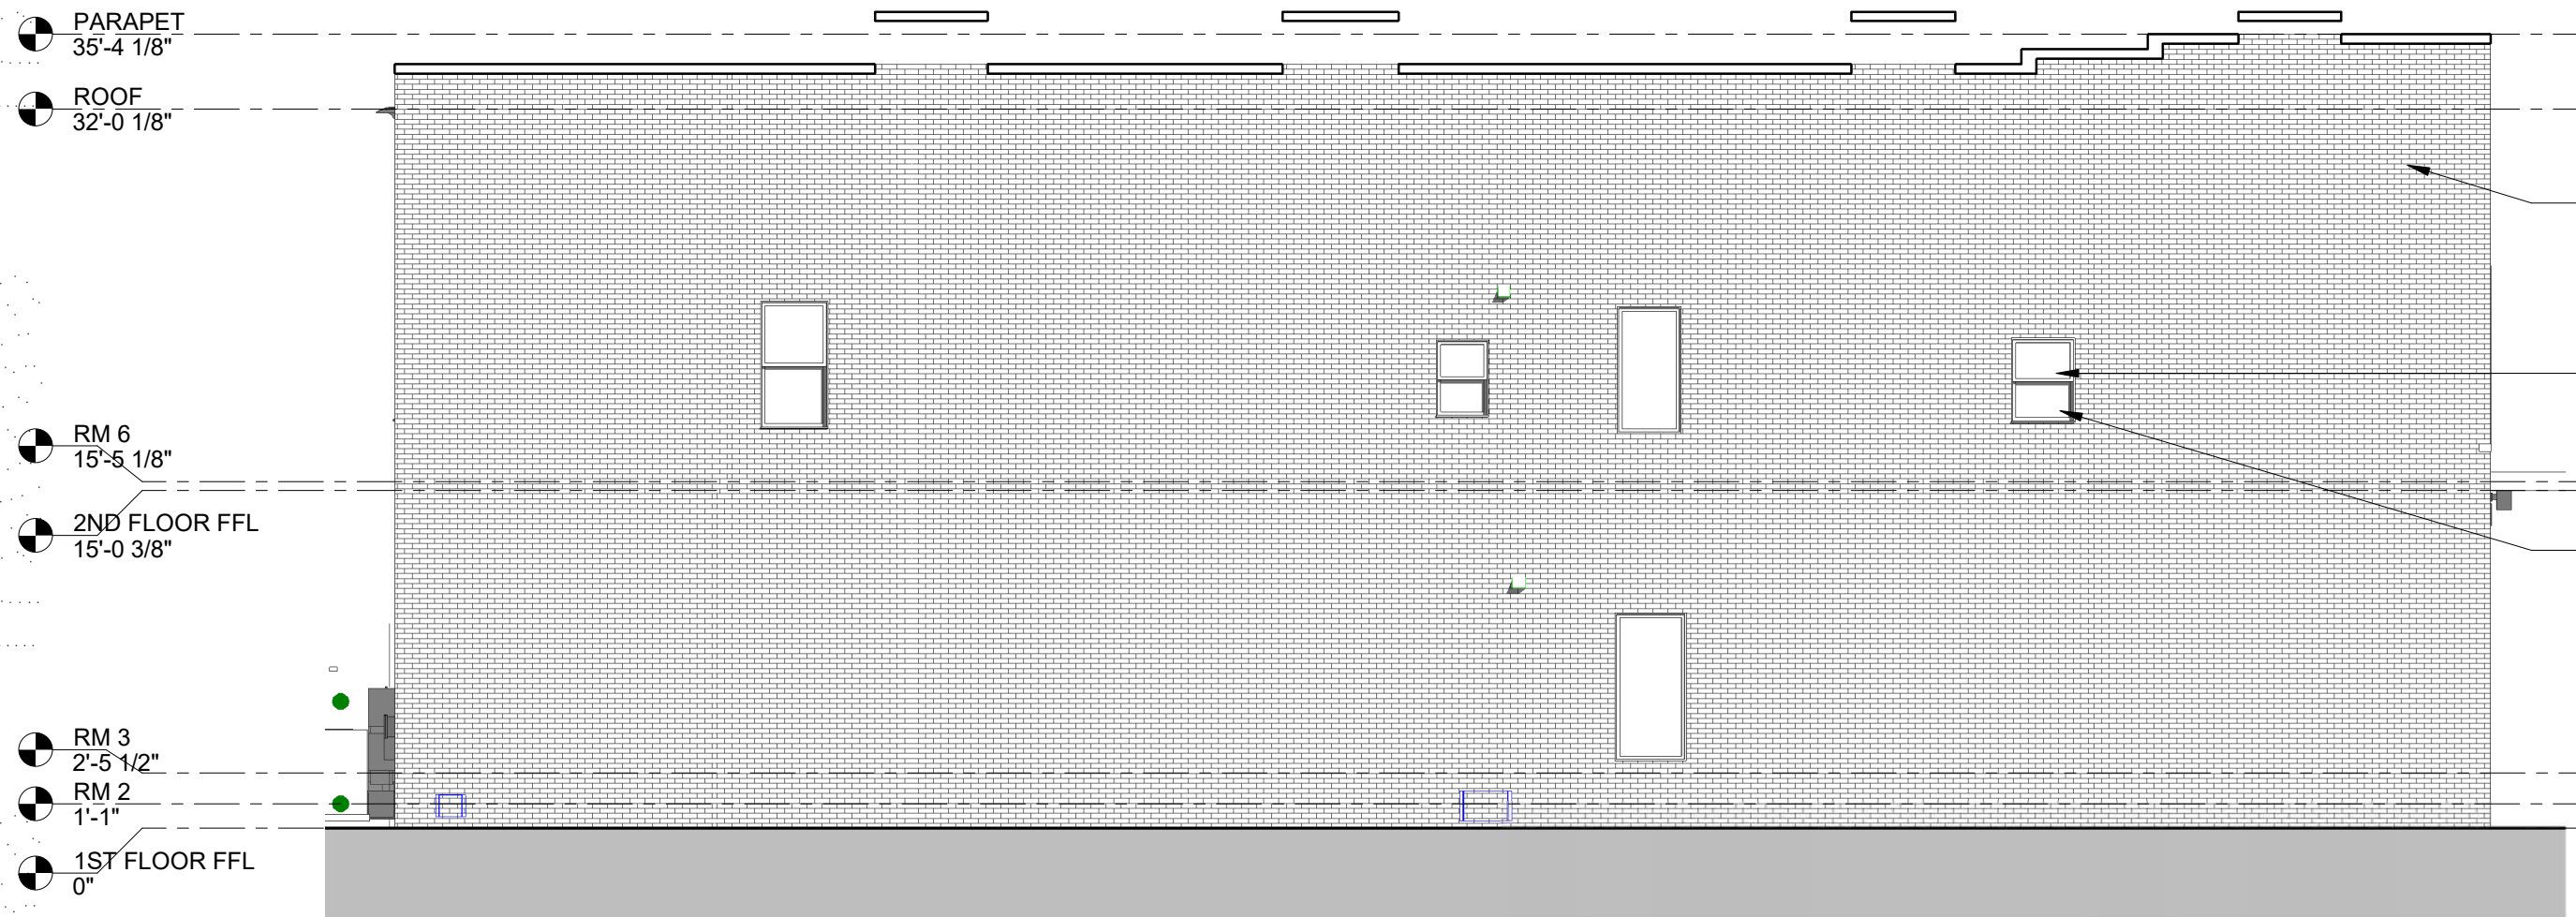 PARAPET
35'-4 1/8"
ROOF
32'-0 1/8"
RM 6
15'-5 1/8"
2ND FLOOR FFL
15'-0 3/8"
RM 3
2'-5 1/2"
RM 2
1'-1"
1ST FLOOR FFL
0"